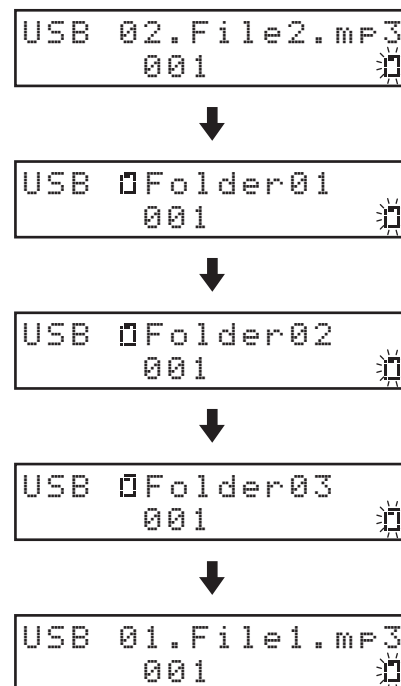 USB 02.File2.mp3
001
USB Folder01
001
USB Folder02
001
USB Folder03
001
USB 01.File1.mp3
001